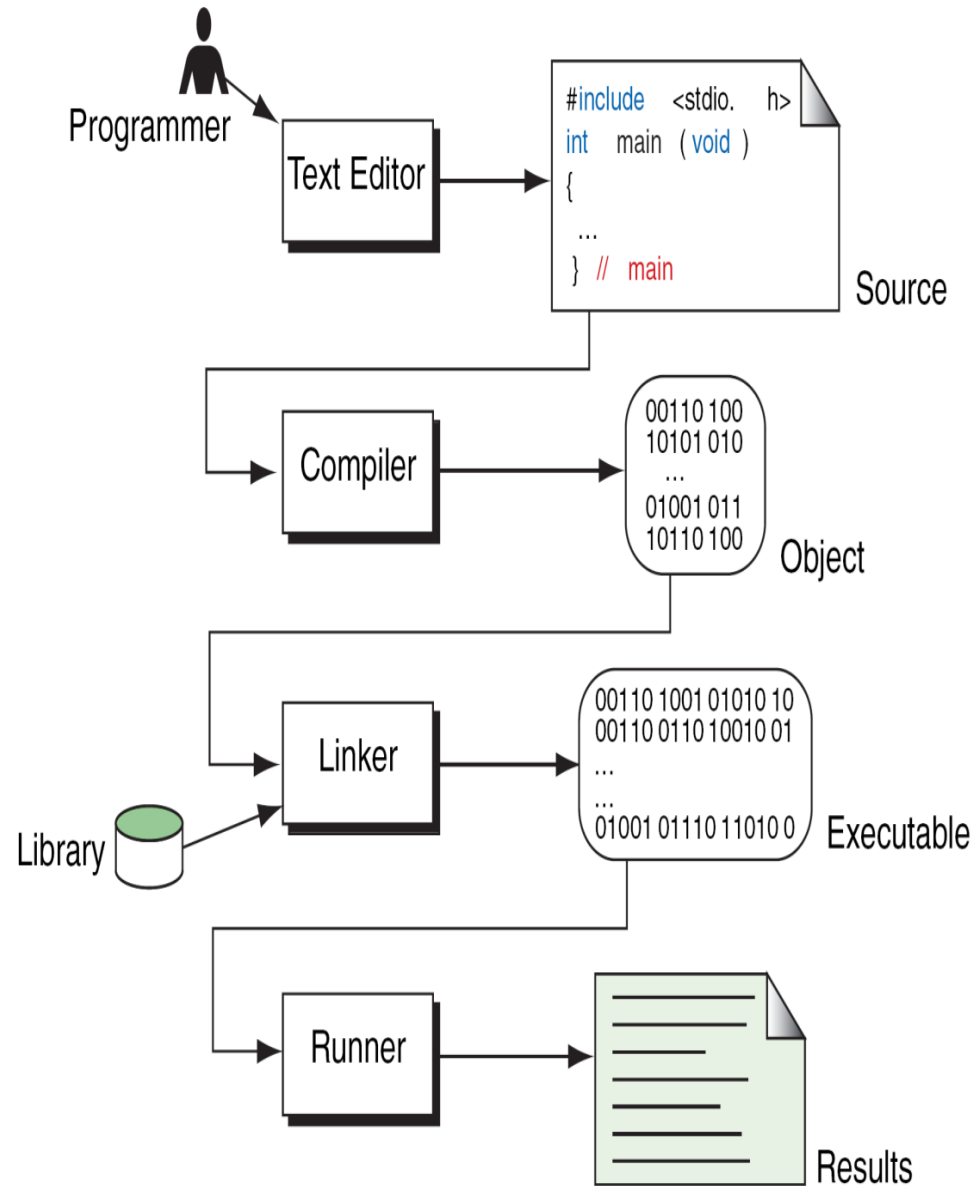 Programmer
Text Editor
#include <stdio. h>
int main ( void )
{
...
} // main
Source
Compiler
00110 100
10101 010
...
01001 011
10110 100
Object
Linker
Library
00110 1001 01010 10
00110 0110 10010 01
...
...
01001 01110 11010 0
Executable
Runner
Results